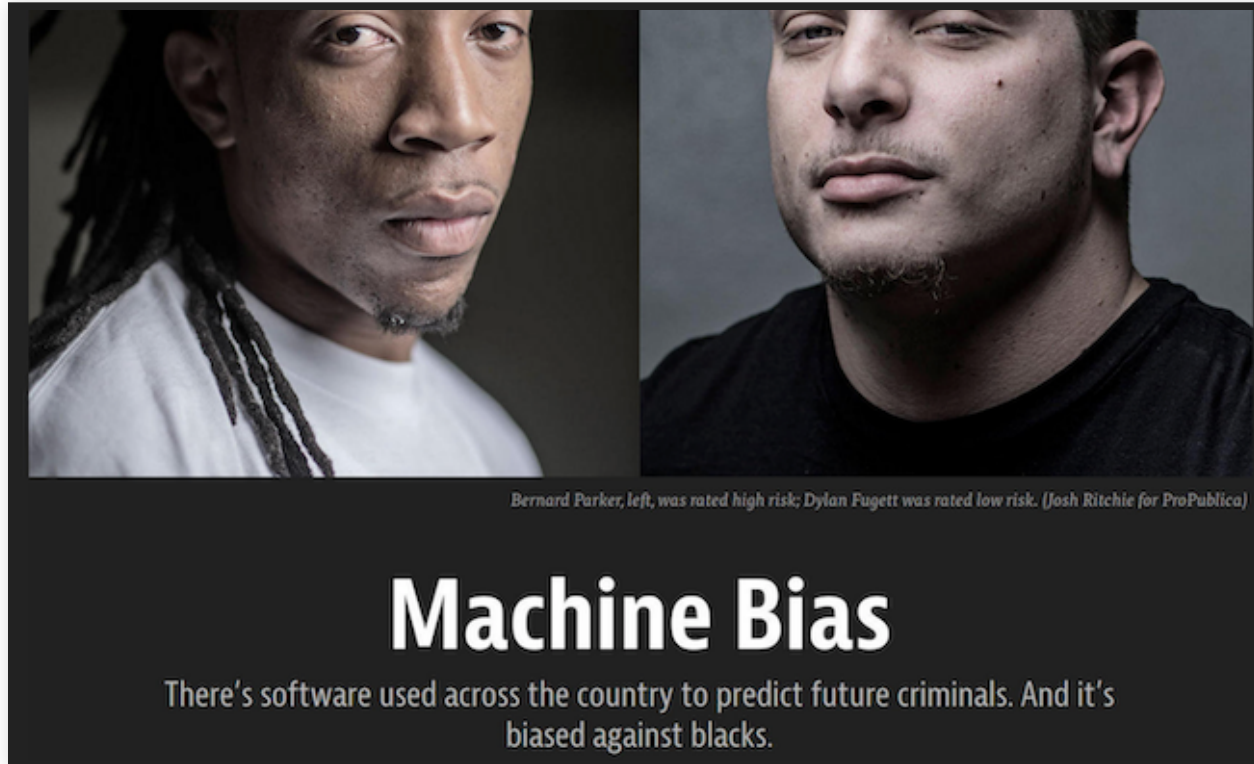 Bernard Parker, left, was rated high risk; Dylan Fugett was rated low risk. (Josh Ritchie for ProPublica)
Machine Bias
There’s software used across the country to predict future criminals. And it’s
biased against blacks.